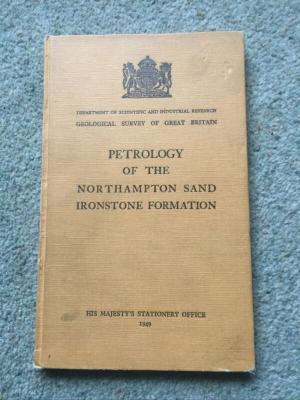 DEPARTMENT OF SCIENTIFIC AND INDUSTRIAL RESEARCH
GEOLOGICAL SURVEY OF GREAT BRITAIN
PETROLOGY
OF THE
NORTHAMPTON SAND
IRONSTONE FORMATION
HIS MAJESTY'S STATIONERY OFFICE
1949